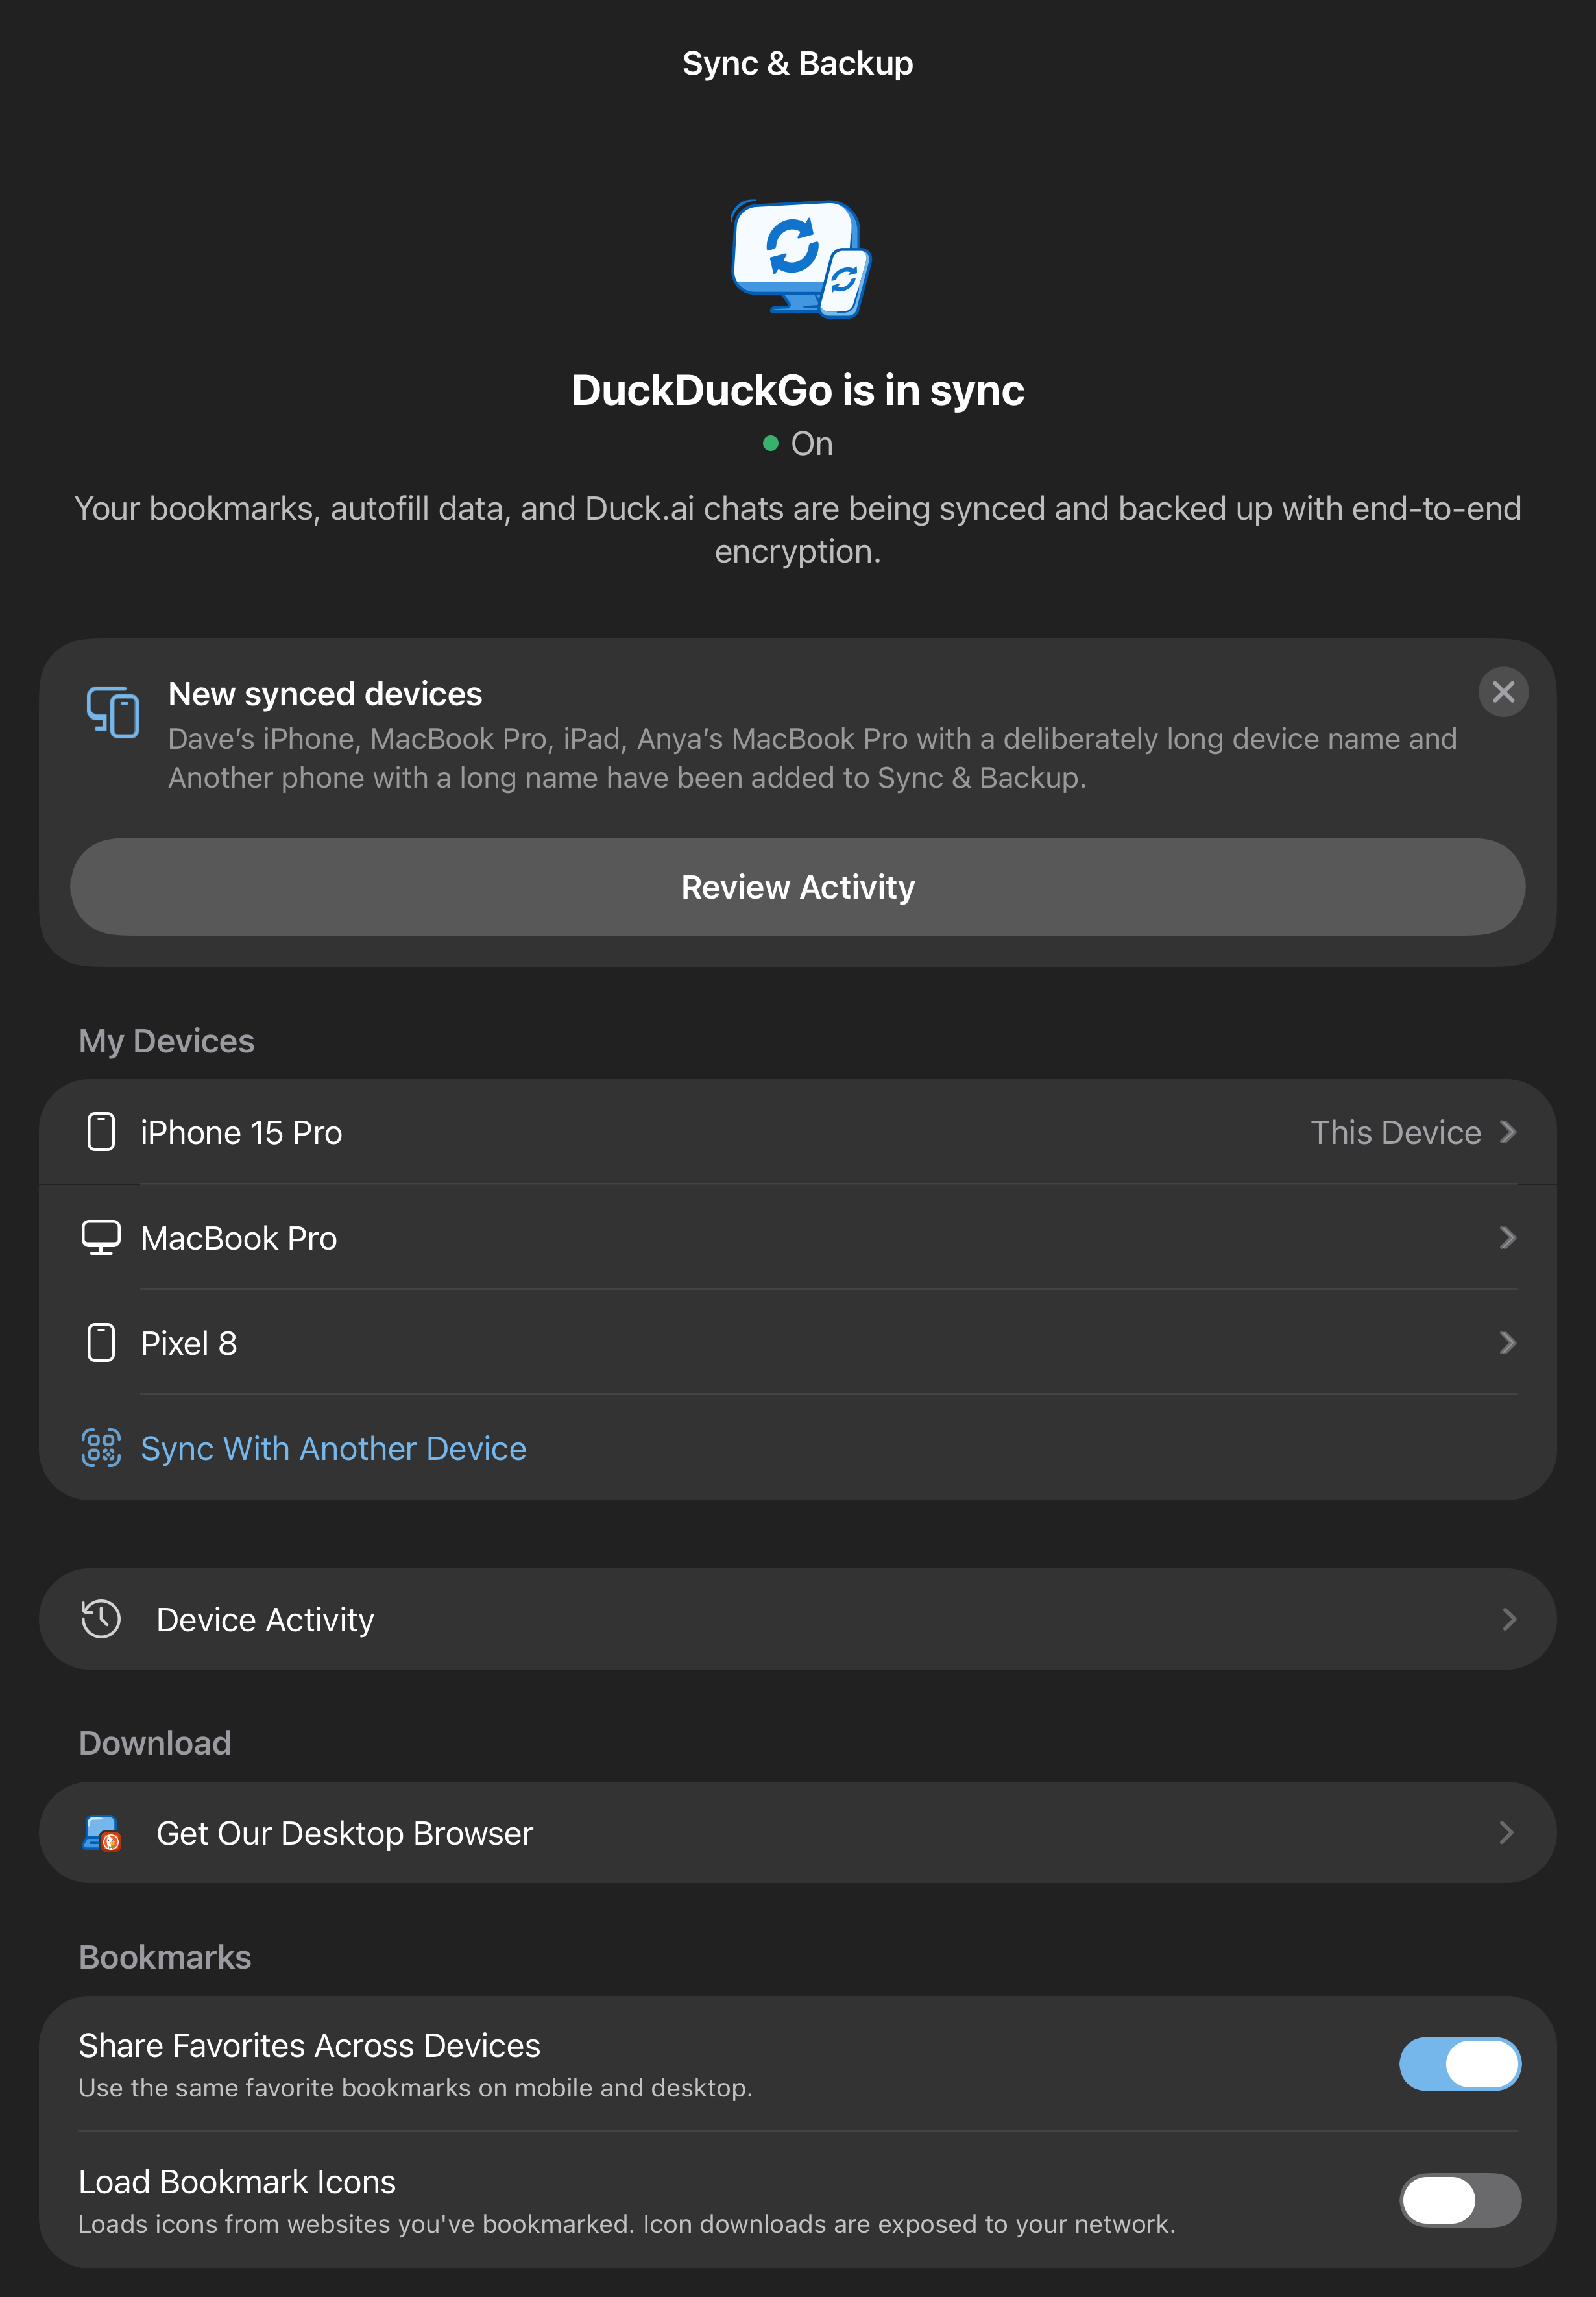 Sync & Backup
DuckDuckGo is in sync
On
Your bookmarks, autofill data, and Duck.ai chats are being synced and backed up with end-to-end
encryption.
New synced devices
Dave’s iPhone, MacBook Pro, iPad, Anya’s MacBook Pro with a deliberately long device name and
Another phone with a long name have been added to Sync & Backup.
Review Activity
My Devices
iPhone 15 Pro This Device
MacBook Pro
Pixel 8
Sync With Another Device
Device Activity
Download
Get Our Desktop Browser
Bookmarks
Share Favorites Across Devices
Use the same favorite bookmarks on mobile and desktop.
Load Bookmark Icons
Loads icons from websites you've bookmarked. Icon downloads are exposed to your network.